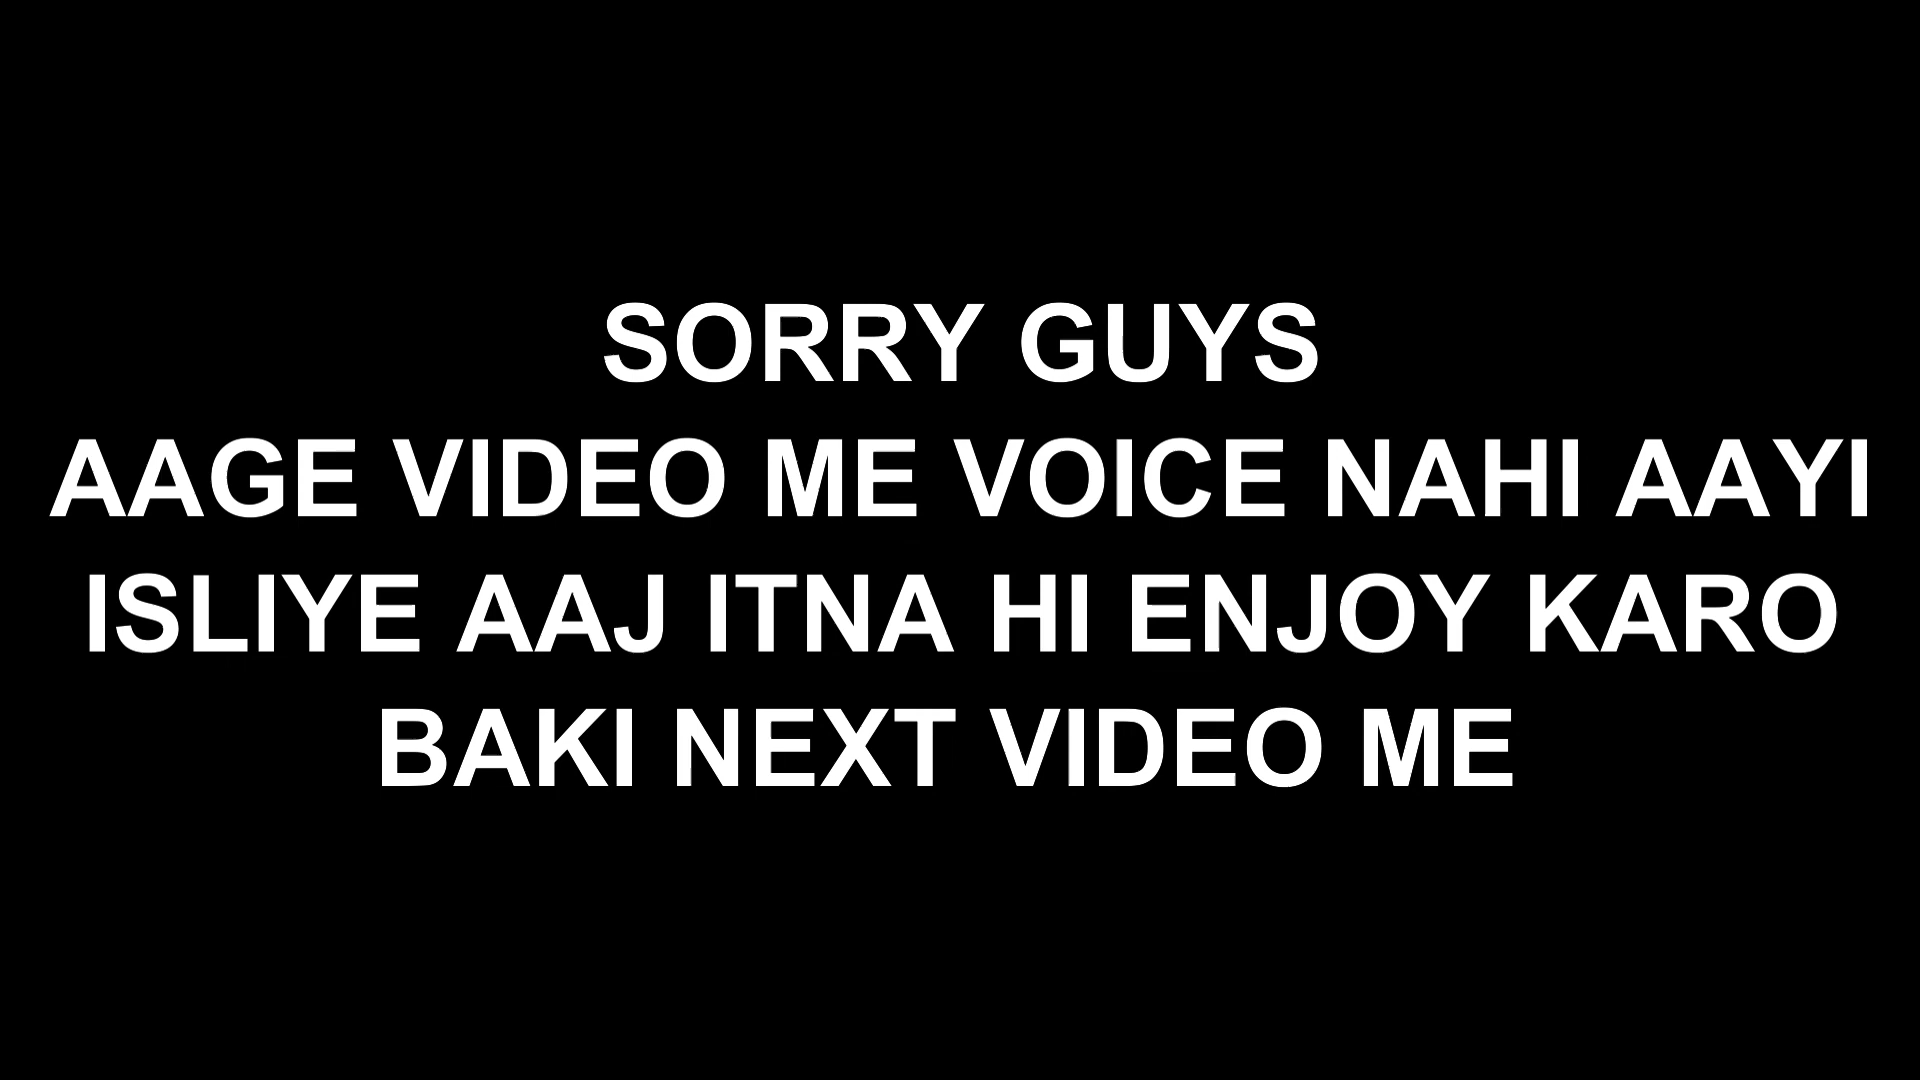 SORRY GUYS
AAGE VIDEO ME VOICE NAHI AAYI
ISLIYE AAJ ITNA HI ENJOY KARO
BAKI NEXT VIDEO ME